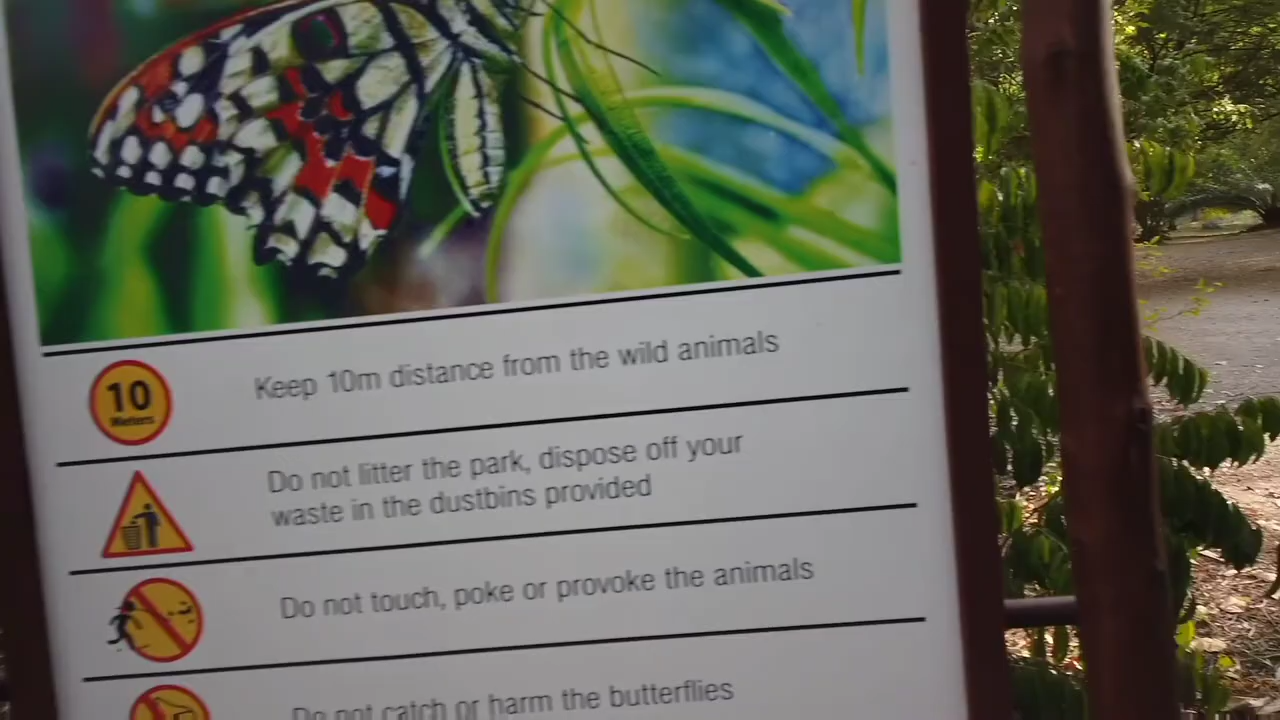 10
Meters
Keep 10m distance from the wild animals
Do not litter the park, dispose off your
waste in the dustbins provided
Do not touch, poke or provoke the animals
Do not catch or harm the butterflies